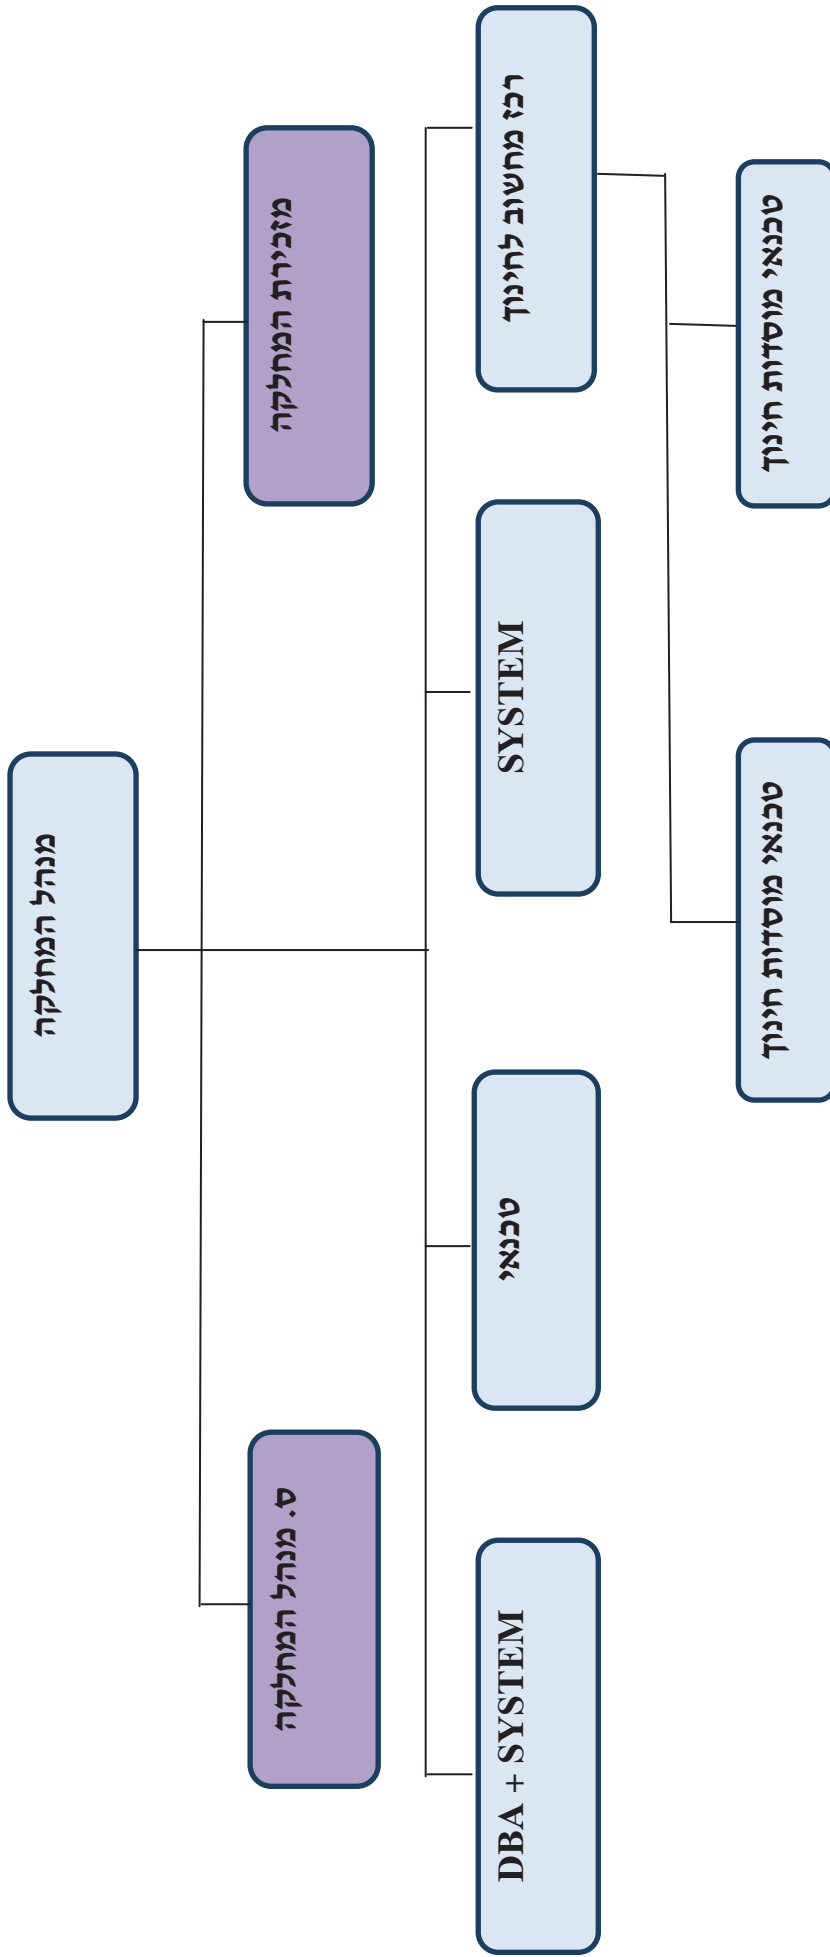 מנהל המחלקה
מזכירת המחלקה
ס. מנהל המחלקה
רכז מחשוב לחינוך
SYSTEM
טכנאי
DBA + SYSTEM
טכנאי מוסדות חינוך
טכנאי מוסדות חינוך